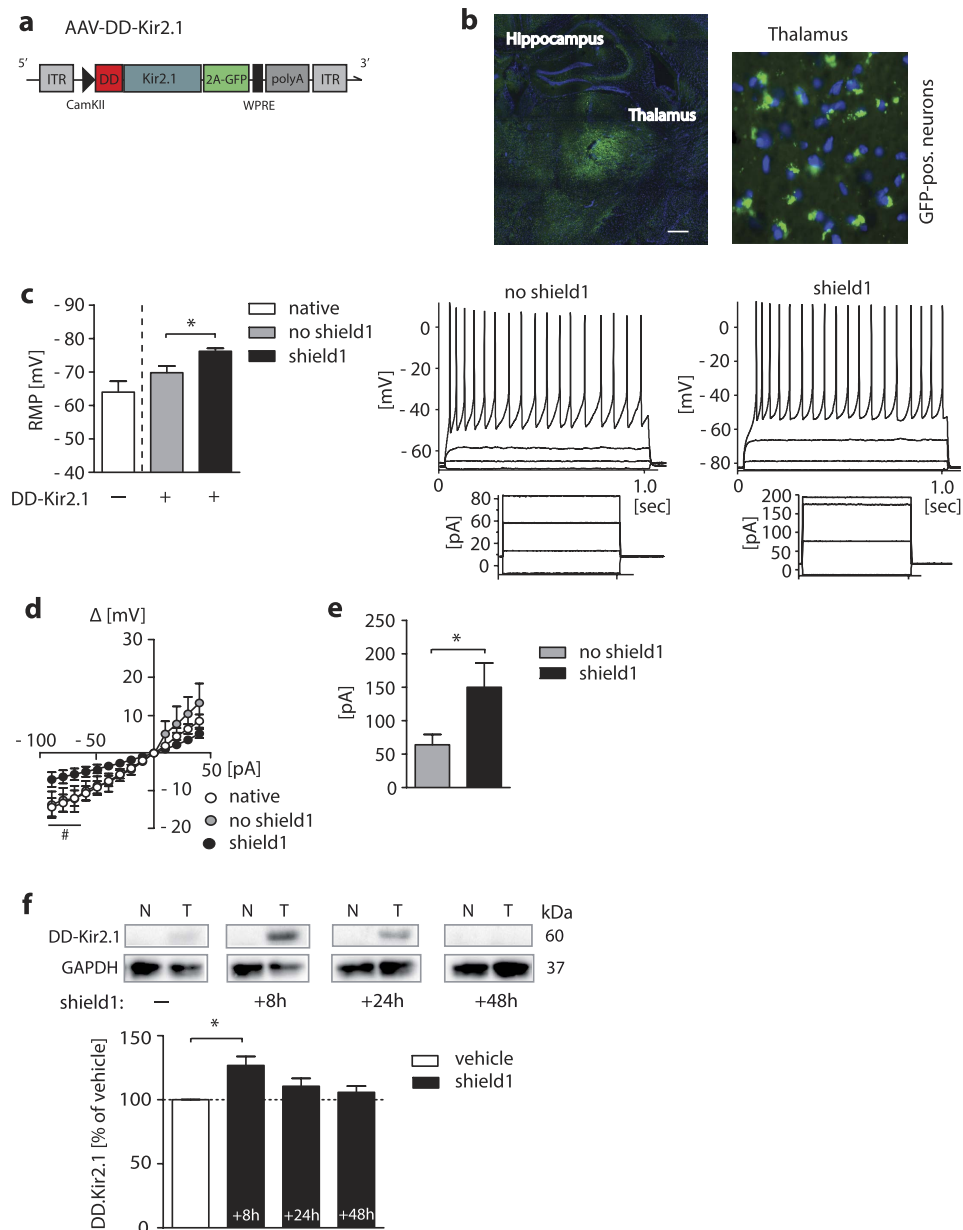 a
AAV-DD-Kir2.1
5′
3′
ITR
DD
Kir2.1
2A-GFP
polyA
ITR
CamKII
WPRE
b
Hippocampus
Thalamus
Thalamus
GFP-pos. neurons
c
RMP [mV]
- 90
- 80
- 70
- 60
- 50
- 40
*
DD-Kir2.1
—
+
+
native
no shield1
shield1
no shield1
[mV]
0
- 20
- 40
- 60
0
1.0
[sec]
[pA]
80
60
20
0
shield1
[mV]
0
- 20
- 40
- 60
- 80
0
1.0
[sec]
[pA]
200
150
100
50
0
d
Δ [mV]
30
20
10
- 100
- 50
50 [pA]
- 10
- 20
#
native
no shield1
shield1
e
[pA]
250
200
150
100
50
0
*
no shield1
shield1
f
N T N T N T N T kDa
DD-Kir2.1 60
GAPDH 37
shield1: — +8h +24h +48h
DD.Kir2.1 [% of vehicle]
150
100
50
0
*
+8h
+24h
+48h
vehicle
shield1